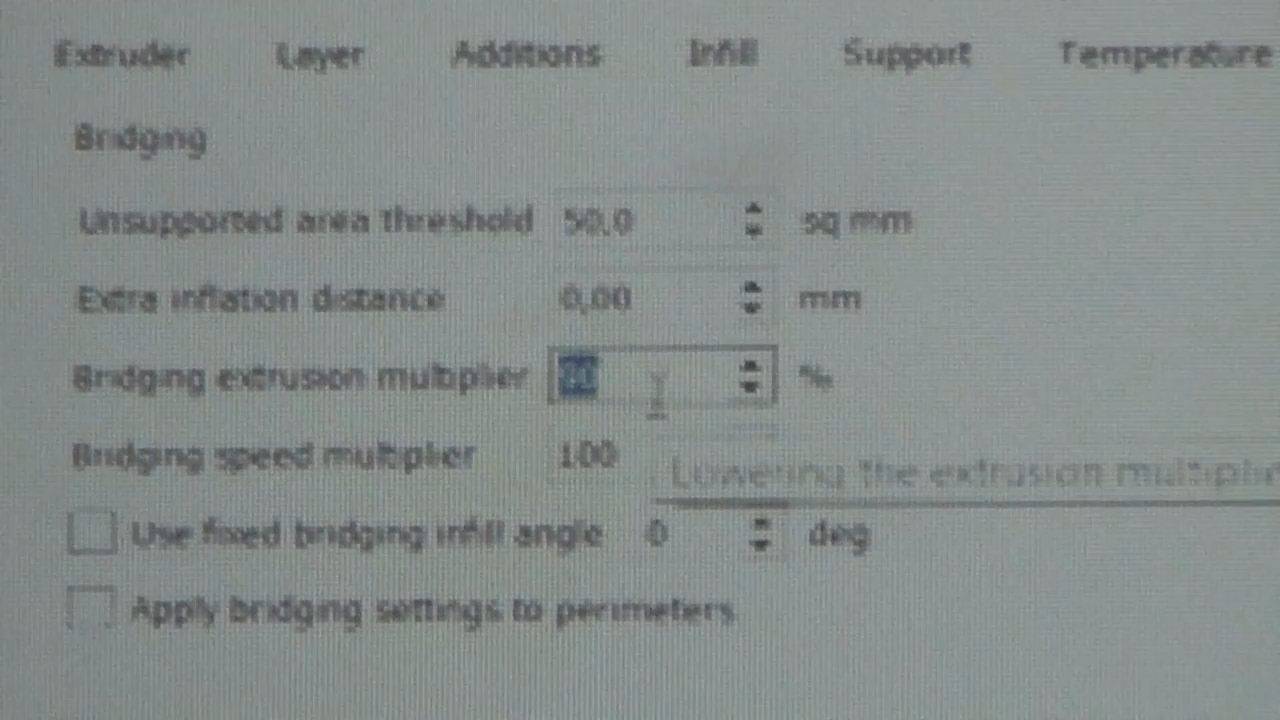 Extruder Layer Additions Infill Support Temperature
Bridging
Unsupported area threshold 50,0 sq mm
Extra inflation distance 0,00 mm
Bridging extrusion multiplier %
Bridging speed multiplier 100
Lowering the extrusion multiplie
Use fixed bridging infill angle 0 deg
Apply bridging settings to perimeters